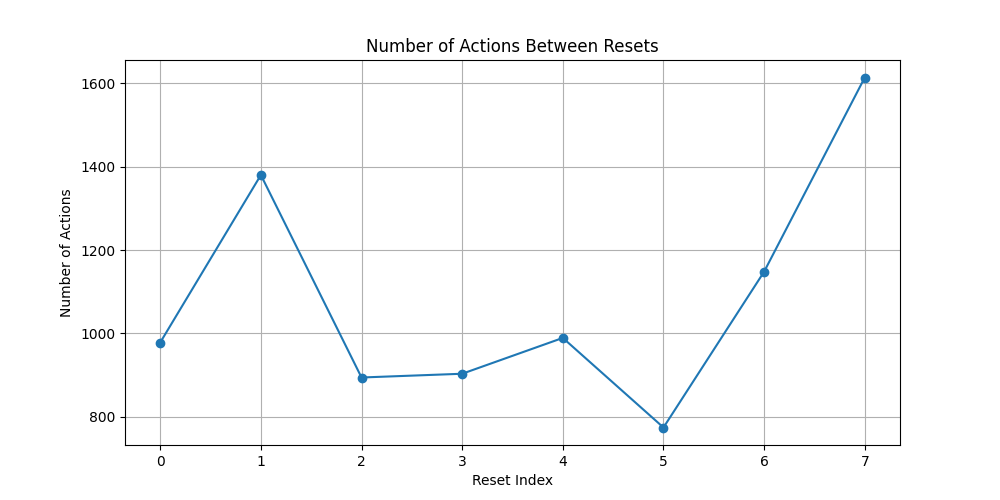 Number of Actions Between Resets
1600
1400
1200
1000
800
Number of Actions
0 1 2 3 4 5 6 7
Reset Index